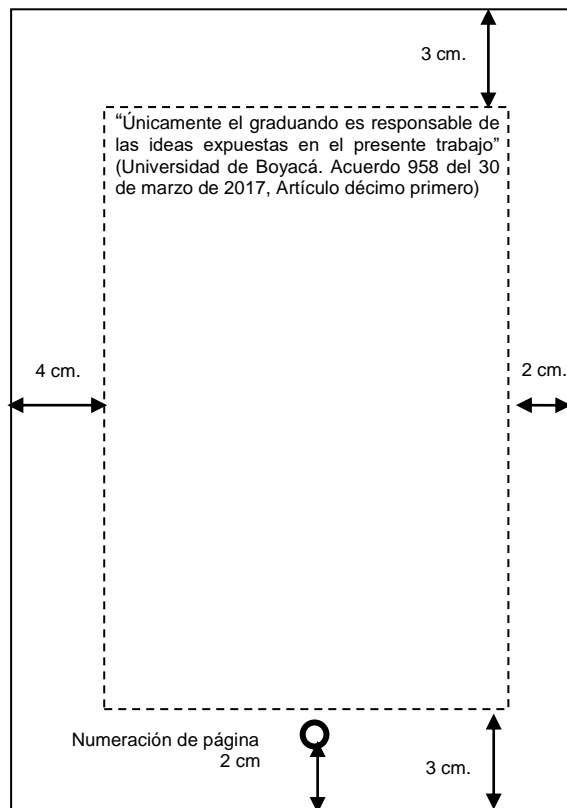 3 cm.
“Únicamente el graduando es responsable de
las ideas expuestas en el presente trabajo”
(Universidad de Boyacá. Acuerdo 958 del 30
de marzo de 2017, Artículo décimo primero)
4 cm.
2 cm.
Numeración de página
2 cm
3 cm.